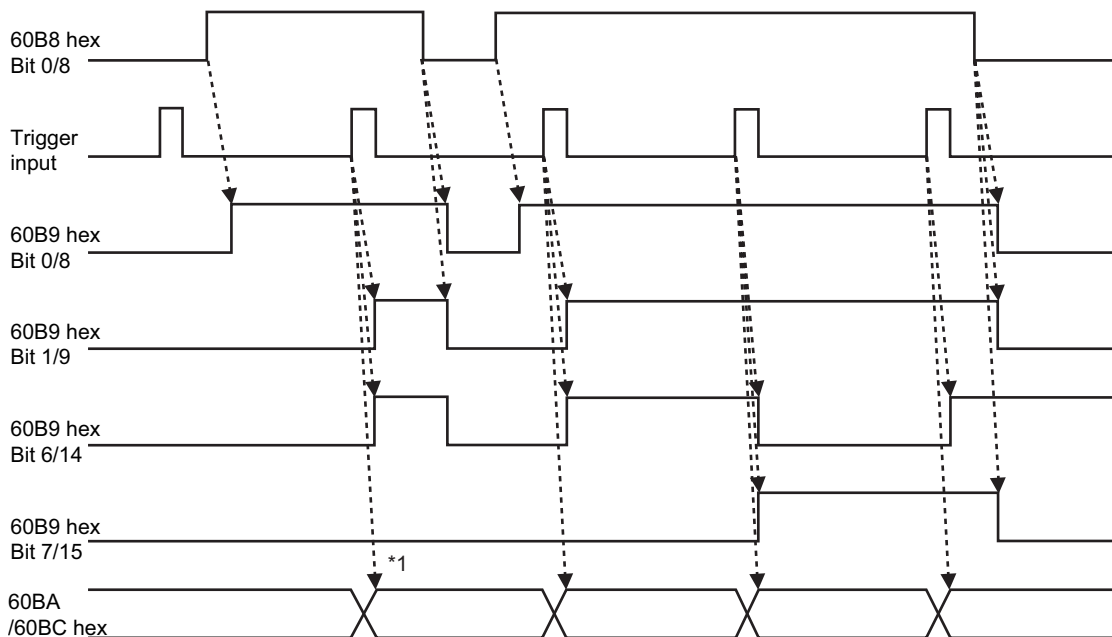 60B8 hex
Bit 0/8
Trigger
input
60B9 hex
Bit 0/8
60B9 hex
Bit 1/9
60B9 hex
Bit 6/14
60B9 hex
Bit 7/15
*1
60BA
/60BC hex